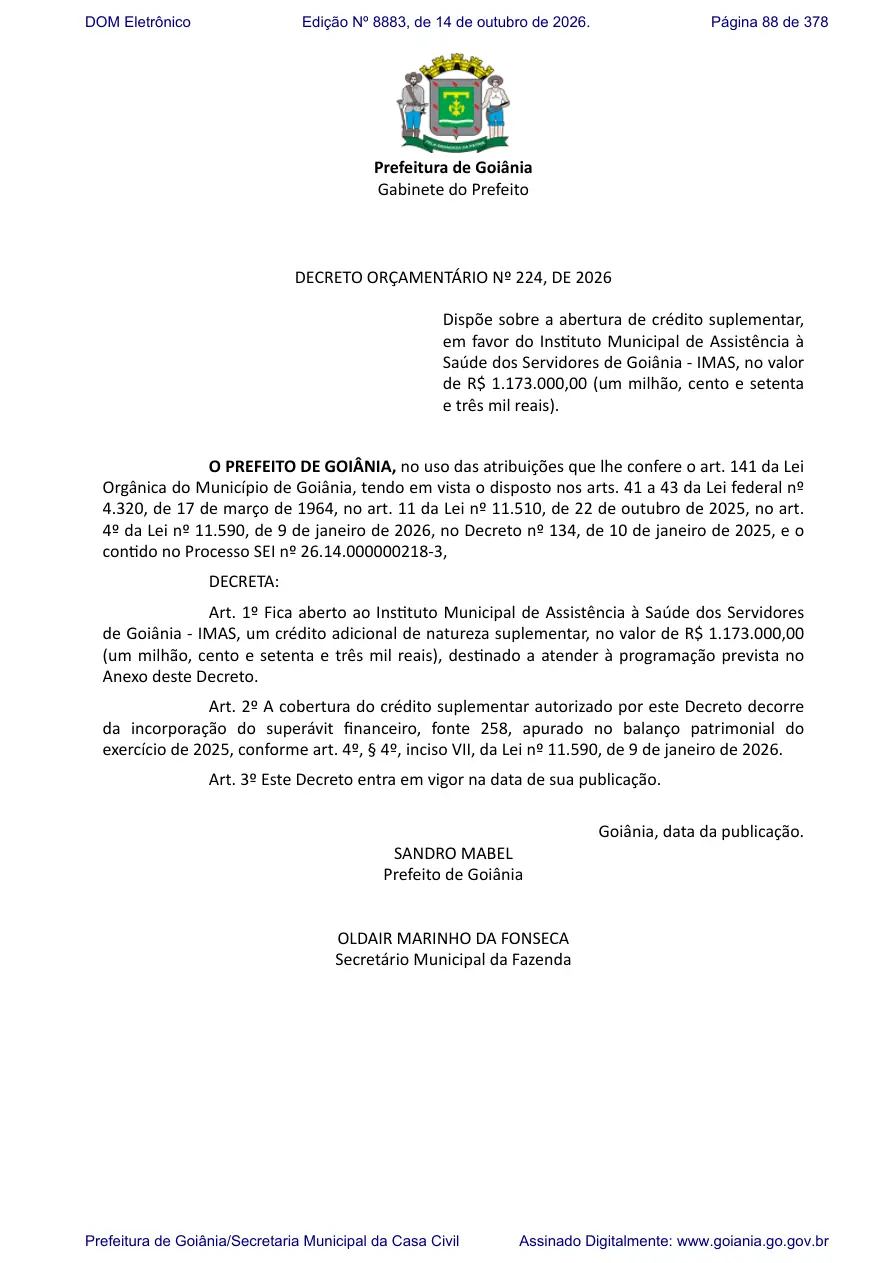 DOM Eletrônico Edição Nº 8883, de 14 de outubro de 2026. Página 88 de 378
PELA GRANDEZA DA PÁTRIA
Prefeitura de Goiânia
Gabinete do Prefeito
DECRETO ORÇAMENTÁRIO Nº 224, DE 2026
Dispõe sobre a abertura de crédito suplementar,
em favor do Instituto Municipal de Assistência à
Saúde dos Servidores de Goiânia - IMAS, no valor
de R$ 1.173.000,00 (um milhão, cento e setenta
e três mil reais).
O PREFEITO DE GOIÂNIA, no uso das atribuições que lhe confere o art. 141 da Lei
Orgânica do Município de Goiânia, tendo em vista o disposto nos arts. 41 a 43 da Lei federal nº
4.320, de 17 de março de 1964, no art. 11 da Lei nº 11.510, de 22 de outubro de 2025, no art.
4º da Lei nº 11.590, de 9 de janeiro de 2026, no Decreto nº 134, de 10 de janeiro de 2025, e o
contido no Processo SEI nº 26.14.000000218-3,
DECRETA:
Art. 1º Fica aberto ao Instituto Municipal de Assistência à Saúde dos Servidores
de Goiânia - IMAS, um crédito adicional de natureza suplementar, no valor de R$ 1.173.000,00
(um milhão, cento e setenta e três mil reais), destinado a atender à programação prevista no
Anexo deste Decreto.
Art. 2º A cobertura do crédito suplementar autorizado por este Decreto decorre
da incorporação do superávit financeiro, fonte 258, apurado no balanço patrimonial do
exercício de 2025, conforme art. 4º, § 4º, inciso VII, da Lei nº 11.590, de 9 de janeiro de 2026.
Art. 3º Este Decreto entra em vigor na data de sua publicação.
Goiânia, data da publicação.
SANDRO MABEL
Prefeito de Goiânia
OLDAIR MARINHO DA FONSECA
Secretário Municipal da Fazenda
Prefeitura de Goiânia/Secretaria Municipal da Casa Civil Assinado Digitalmente: www.goiania.go.gov.br